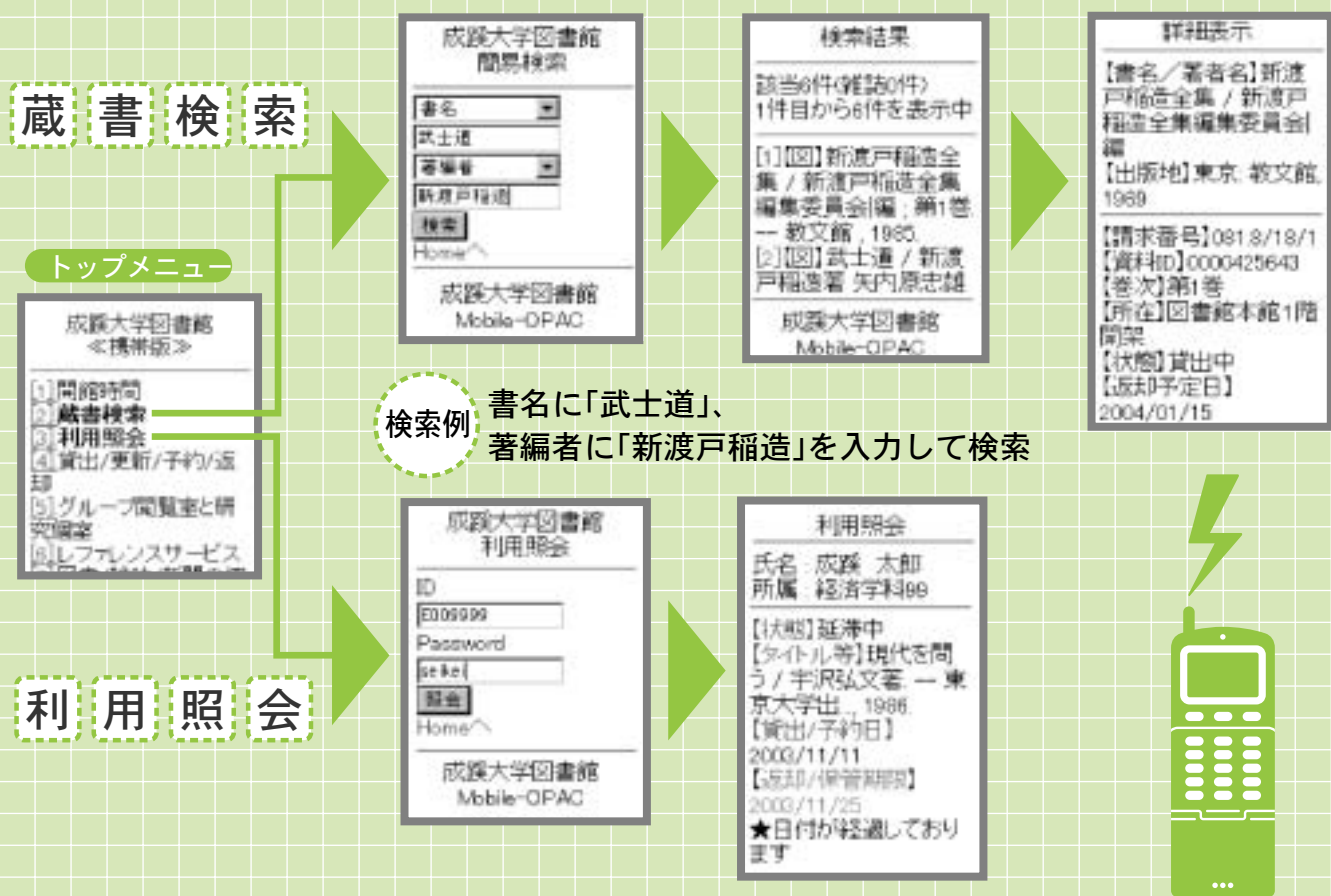 蔵書検索
成蹊大学図書館
簡易検索
書名
武士道
著編者
新渡戸稲造
検索
Homeへ
成蹊大学図書館
Mobile-OPAC
検索結果
該当6件(雑誌0件)
1件目から6件を表示中
[1]【図】新渡戸稲造全
集 / 新渡戸稲造全集
編集委員会||編 ; 第1巻.
-- 教文館 , 1985.
[2]【図】武士道 / 新渡
戸稲造著 矢内原忠雄
成蹊大学図書館
Mobile-OPAC
詳細表示
【書名／著者名】新渡
戸稲造全集 / 新渡戸
稲造全集編集委員会||
編
【出版地】東京: 教文館,
1969
【請求番号】081.8/18/1
【資料ID】0000425643
【巻次】第1巻
【所在】図書館本館1階
開架
【状態】貸出中
【返却予定日】
2004/01/15
トップメニュー
成蹊大学図書館
≪携帯版≫
[1]開館時間
[2]蔵書検索
[3]利用照会
[4]貸出/更新/予約/返
却
[5]グループ閲覧室と研
究個室
[6]レファレンスサービス
検索例
書名に「武士道」、
著編者に「新渡戸稲造」を入力して検索
利用照会
成蹊大学図書館
利用照会
ID
E009999
Password
seikei
照会
Homeへ
成蹊大学図書館
Mobile-OPAC
利用照会
氏名 : 成蹊 太郎
所属 : 経済学科99
【状態】延滞中
【タイトル等】現代を問
う / 宇沢弘文著. -- 東
京大学出 , 1986.
【貸出/予約日】
2003/11/11
【返却/保管期限】
2003/11/25
★日付が経過しており
ます